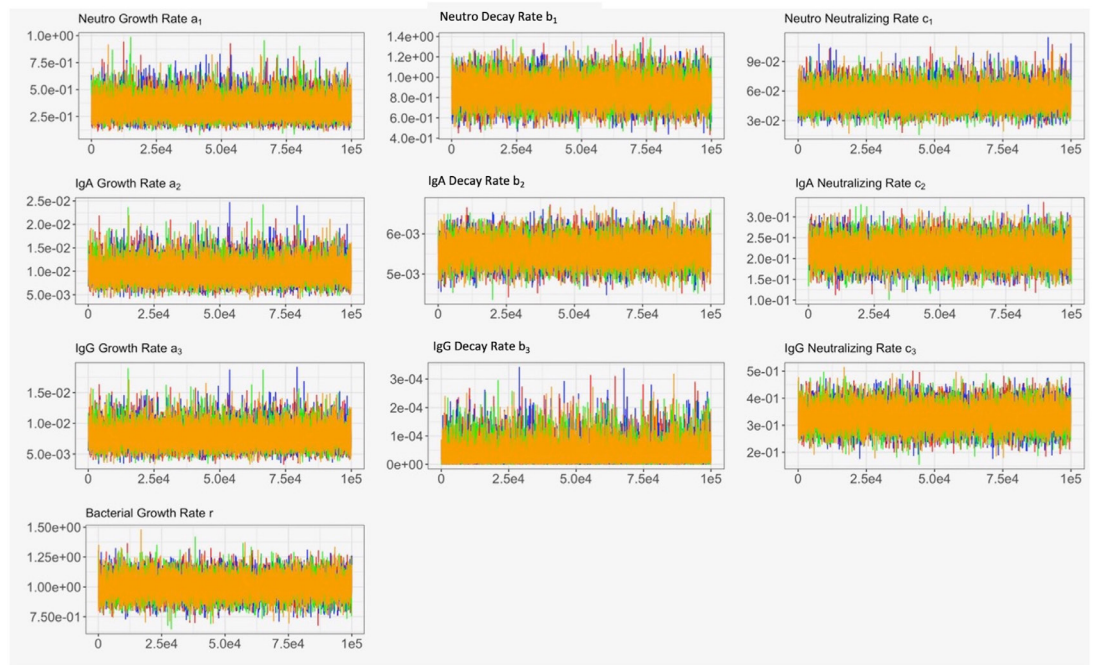 Neutro Growth Rate a₁
Neutro Decay Rate b₁
Neutro Neutralizing Rate c₁
1.0e+00
7.5e-01
5.0e-01
2.5e-01
0 2.5e4 5.0e4 7.5e4 1e5
1.4e+00
1.2e+00
1.0e+00
8.0e-01
6.0e-01
4.0e-01
0 2.5e4 5.0e4 7.5e4 1e5
9e-02
6e-02
3e-02
0 2.5e4 5.0e4 7.5e4 1e5
IgA Growth Rate a₂
IgA Decay Rate b₂
IgA Neutralizing Rate c₂
2.5e-02
2.0e-02
1.5e-02
1.0e-02
5.0e-03
0 2.5e4 5.0e4 7.5e4 1e5
6e-03
5e-03
0 2.5e4 5.0e4 7.5e4 1e5
3.0e-01
2.5e-01
2.0e-01
1.5e-01
1.0e-01
0 2.5e4 5.0e4 7.5e4 1e5
IgG Growth Rate a₃
IgG Decay Rate b₃
IgG Neutralizing Rate c₃
1.5e-02
1.0e-02
5.0e-03
0 2.5e4 5.0e4 7.5e4 1e5
3e-04
2e-04
1e-04
0e+00
0 2.5e4 5.0e4 7.5e4 1e5
5e-01
4e-01
3e-01
2e-01
0 2.5e4 5.0e4 7.5e4 1e5
Bacterial Growth Rate r
1.50e+00
1.25e+00
1.00e+00
7.50e-01
0 2.5e4 5.0e4 7.5e4 1e5